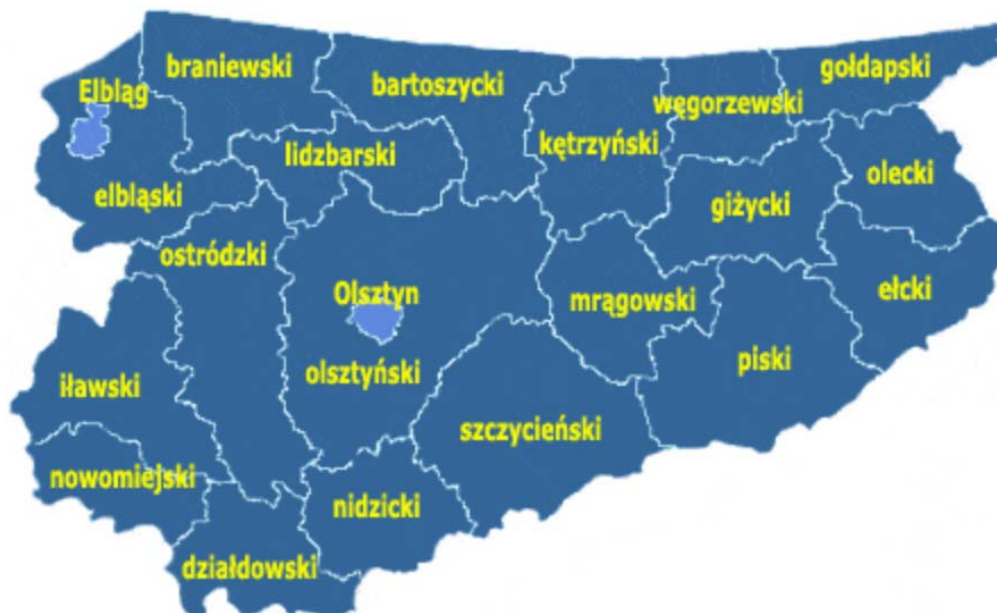 gołdapski
braniewski
bartoszycki
Elbląg
węgorzewski
kętrzyński
lidzbarski
olecki
elbląski
giżycki
ostródzki
Olsztyn
mrągowski
ełcki
piski
olsztyński
iławski
szczycieński
nowomiejski
nidzicki
działdowski